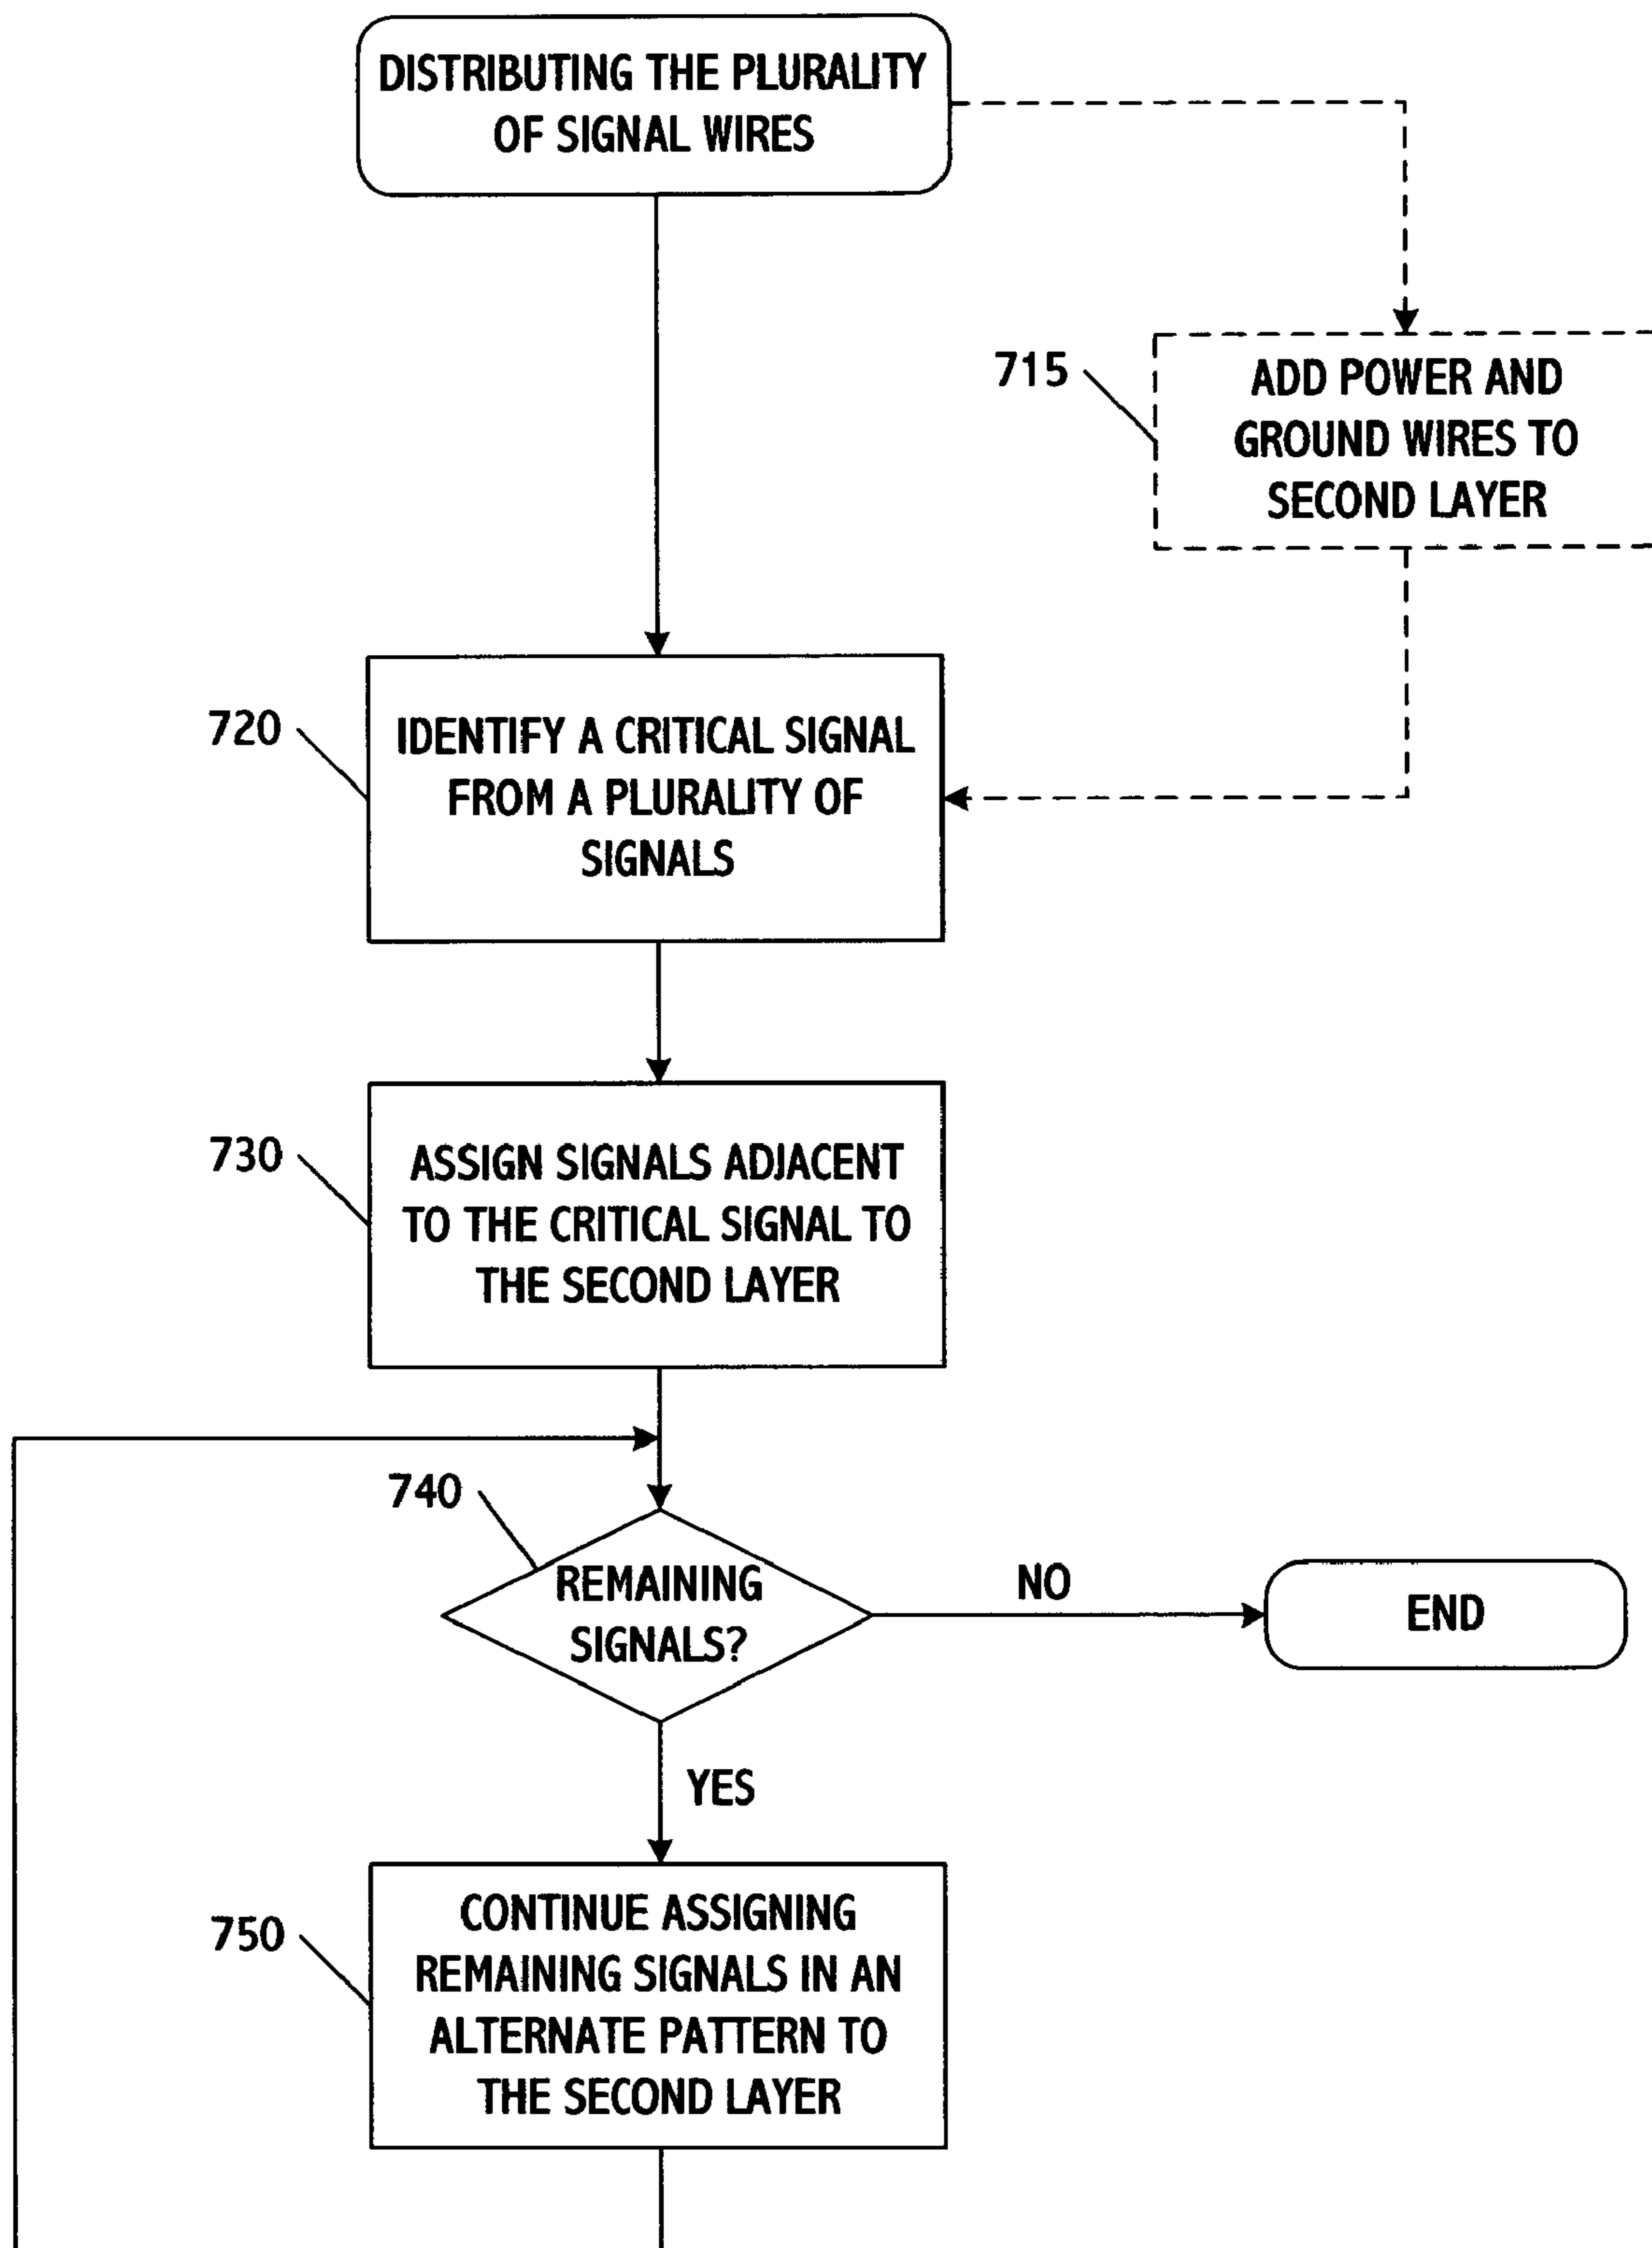 DISTRIBUTING THE PLURALITY
OF SIGNAL WIRES
715
ADD POWER AND
GROUND WIRES TO
SECOND LAYER
720
IDENTIFY A CRITICAL SIGNAL
FROM A PLURALITY OF
SIGNALS
730
ASSIGN SIGNALS ADJACENT
TO THE CRITICAL SIGNAL TO
THE SECOND LAYER
740
REMAINING
SIGNALS?
NO
END
YES
750
CONTINUE ASSIGNING
REMAINING SIGNALS IN AN
ALTERNATE PATTERN TO
THE SECOND LAYER